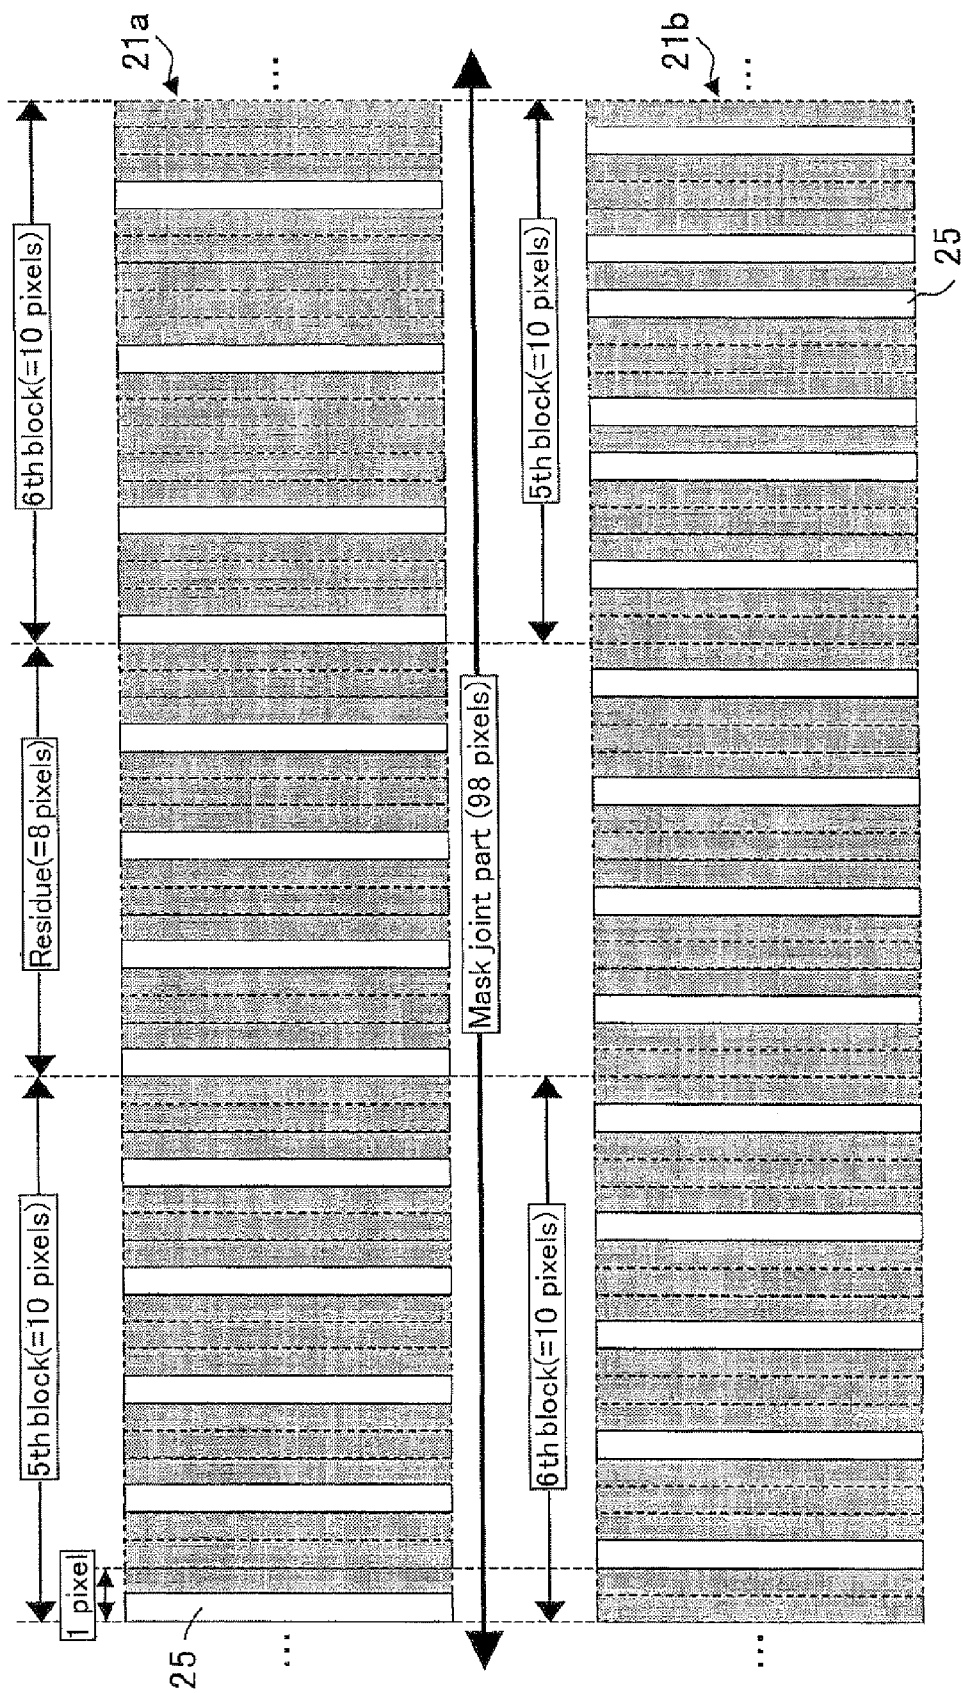 1 pixel
5th block(=10 pixels)
Residue(=8 pixels)
6th block(=10 pixels)
21a
25
...
...
Mask joint part (98 pixels)
6th block(=10 pixels)
5th block(=10 pixels)
21b
25
...
...